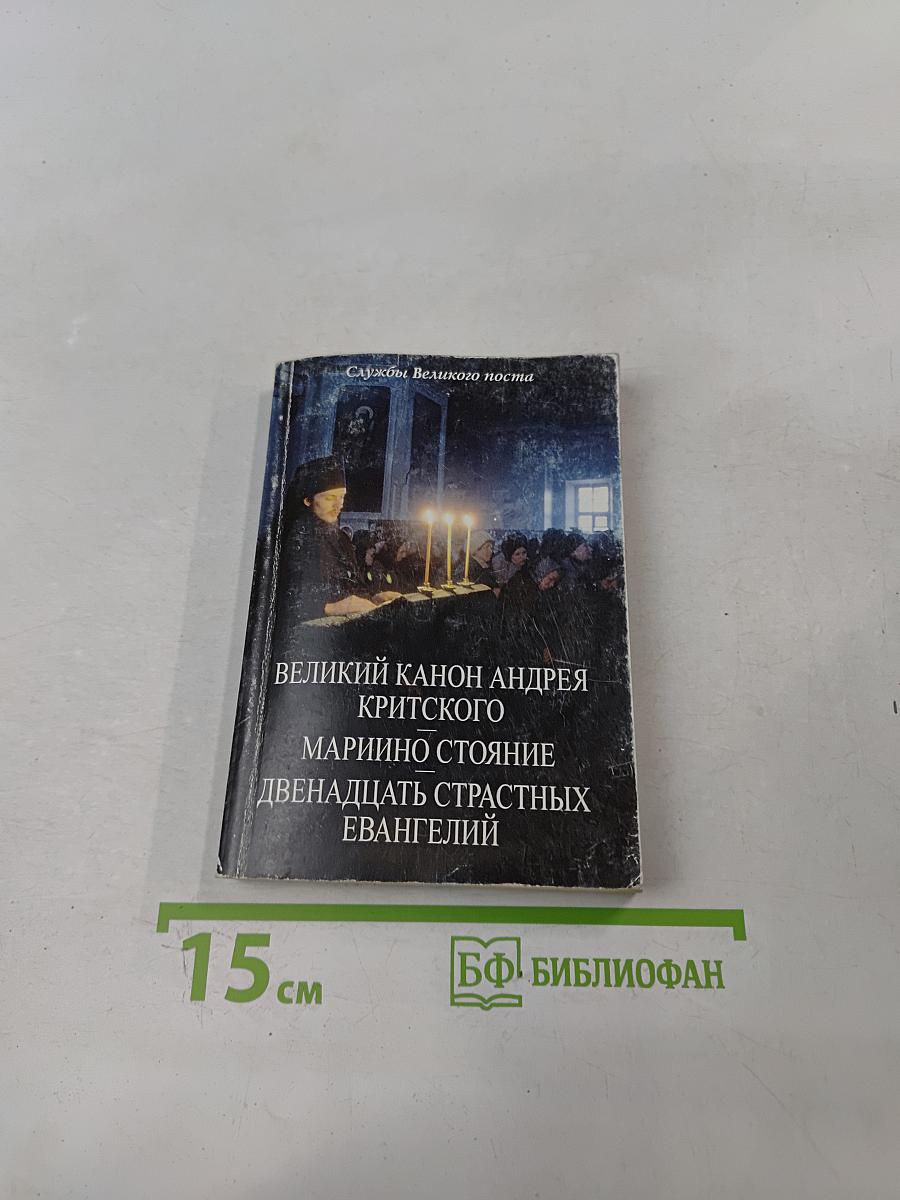 Службы Великого поста
ВЕЛИКИЙ КАНОН АНДРЕЯ
КРИТСКОГО
МАРИИНО СТОЯНИЕ
ДВЕНАДЦАТЬ СТРАСТНЫХ
ЕВАНГЕЛИЙ
15 см
БФ БИБЛИОФАН